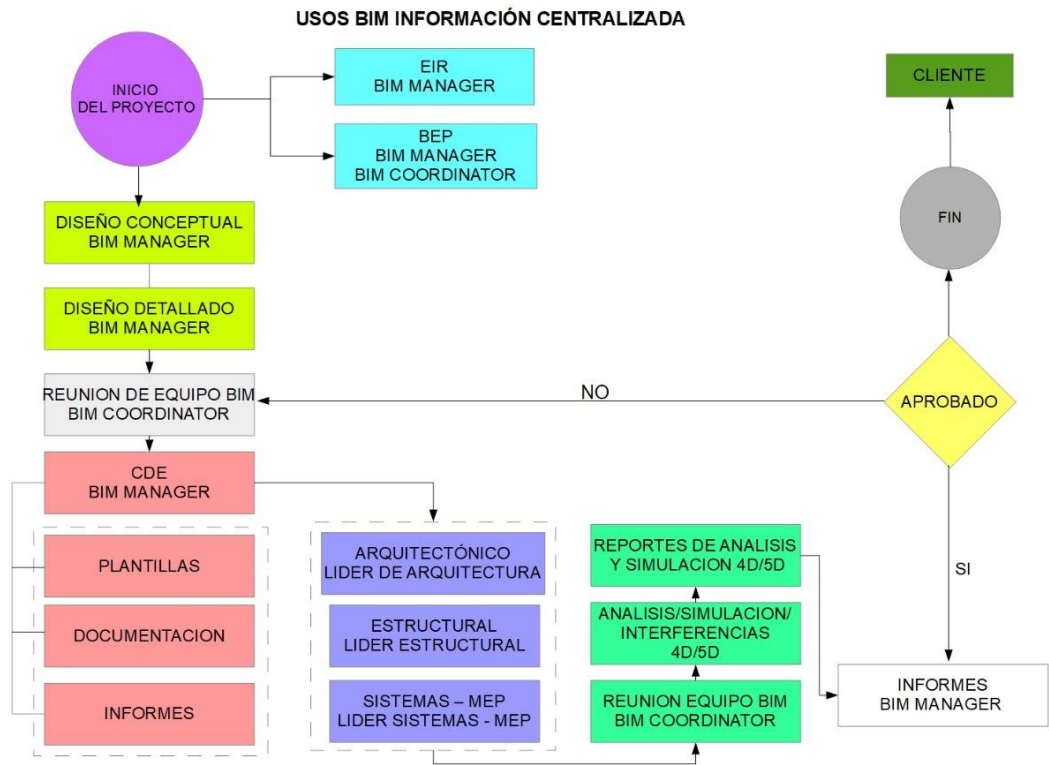 USOS BIM INFORMACIÓN CENTRALIZADA
INICIO
DEL PROYECTO
EIR
BIM MANAGER
BEP
BIM MANAGER
BIM COORDINATOR
CLIENTE
FIN
DISEÑO CONCEPTUAL
BIM MANAGER
DISEÑO DETALLADO
BIM MANAGER
REUNION DE EQUIPO BIM
BIM COORDINATOR
NO
APROBADO
CDE
BIM MANAGER
PLANTILLAS
DOCUMENTACION
INFORMES
ARQUITECTÓNICO
LIDER DE ARQUITECTURA
ESTRUCTURAL
LIDER ESTRUCTURAL
SISTEMAS – MEP
LIDER SISTEMAS - MEP
REPORTES DE ANALISIS
Y SIMULACION 4D/5D
ANALISIS/SIMULACION/
INTERFERENCIAS
4D/5D
REUNION EQUIPO BIM
BIM COORDINATOR
SI
INFORMES
BIM MANAGER